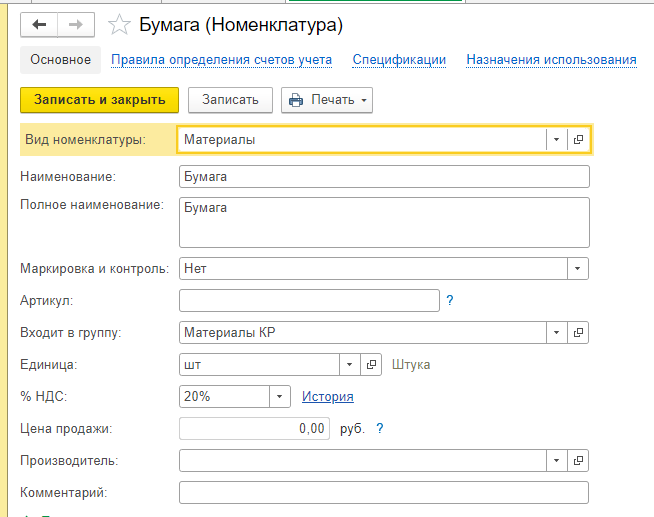 Бумага (Номенклатура)
Основное Правила определения счетов учета Спецификации Назначения использования
Записать и закрыть Записать Печать
Вид номенклатуры: Материалы
Наименование: Бумага
Полное наименование: Бумага
Маркировка и контроль: Нет
Артикул: ?
Входит в группу: Материалы КР
Единица: шт Штука
% НДС: 20% История
Цена продажи: 0,00 руб. ?
Производитель:
Комментарий: